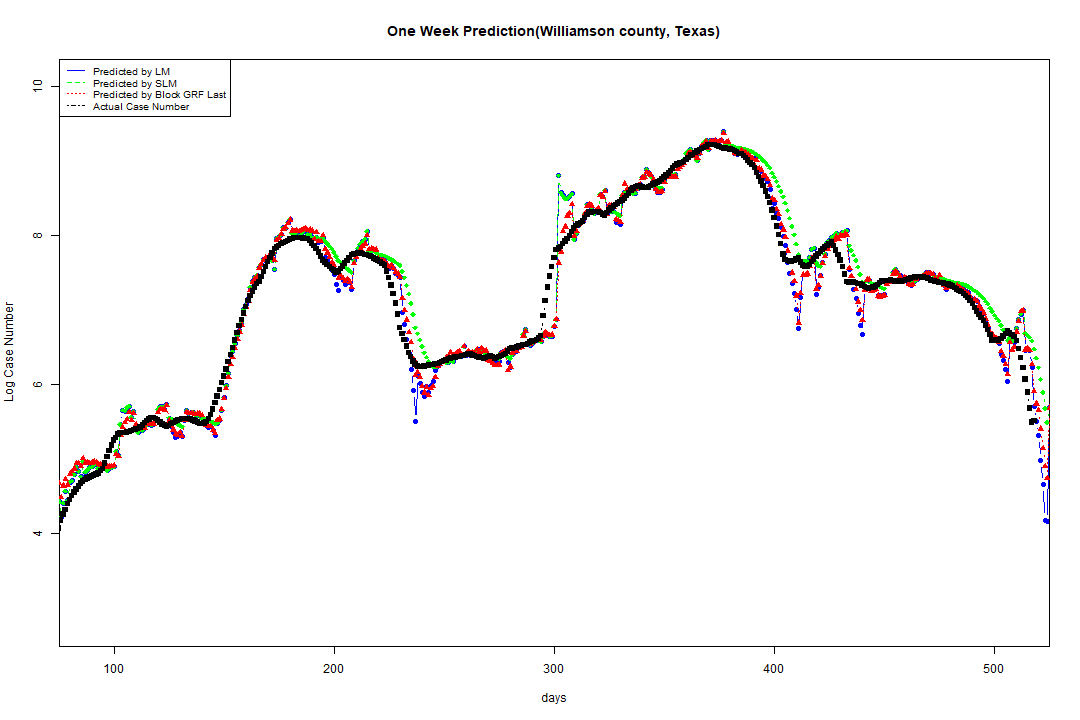 One Week Prediction(Williamson county, Texas)
Predicted by LM
Predicted by SLM
Predicted by Block GRF Last
Actual Case Number
10
8
6
4
Log Case Number
100 200 300 400 500
days